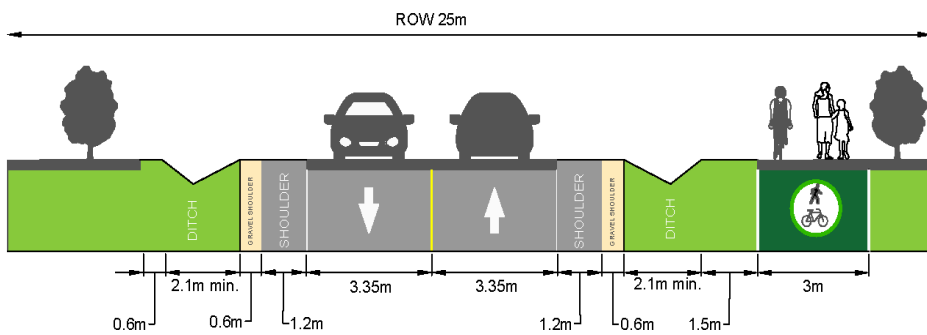 ROW 25m
DITCH
GRAVEL SHOULDER
SHOULDER
SHOULDER
GRAVEL SHOULDER
DITCH
2.1m min.
3.35m
3.35m
2.1m min.
3m
0.6m
0.6m
1.2m
1.2m
0.6m
1.5m